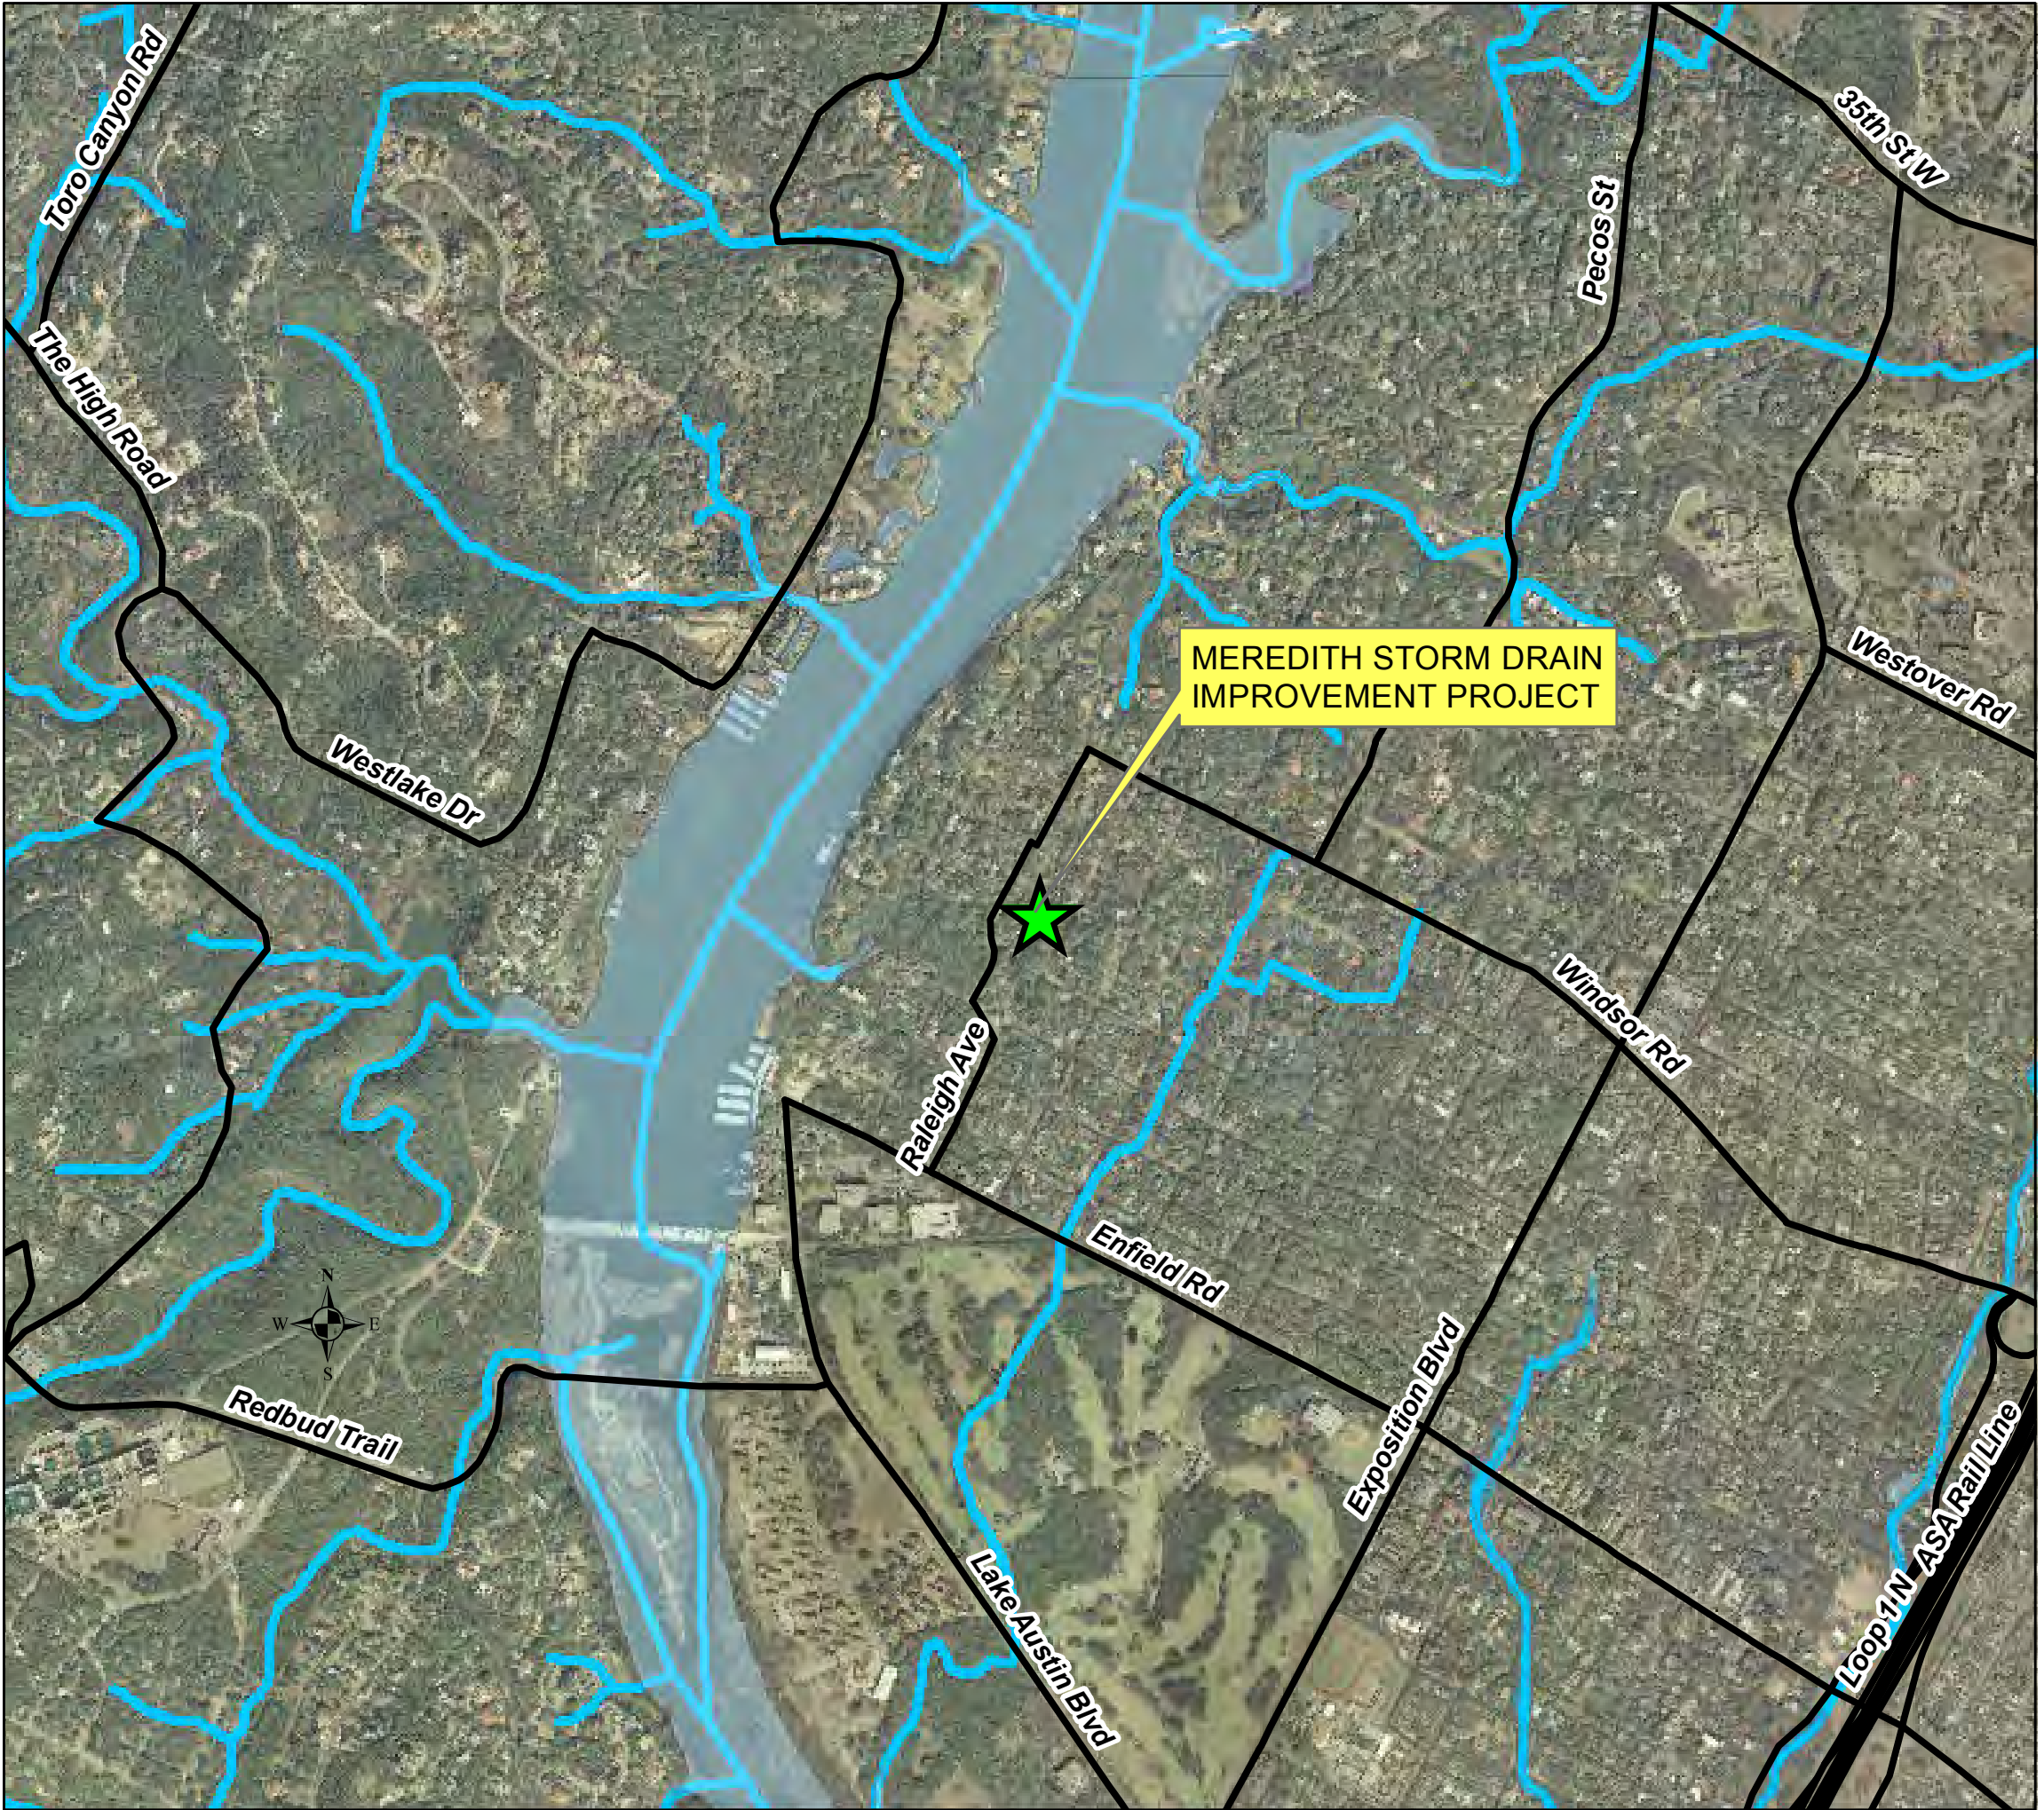 Toro Canyon Rd
35th St W
Pecos St
The High Road
MEREDITH STORM DRAIN
IMPROVEMENT PROJECT
Westover Rd
Westlake Dr
Windsor Rd
Raleigh Ave
Enfield Rd
N
W
E
S
Redbud Trail
Exposition Blvd
ASA Rail Line
Lake Austin Blvd
Loop 1 N